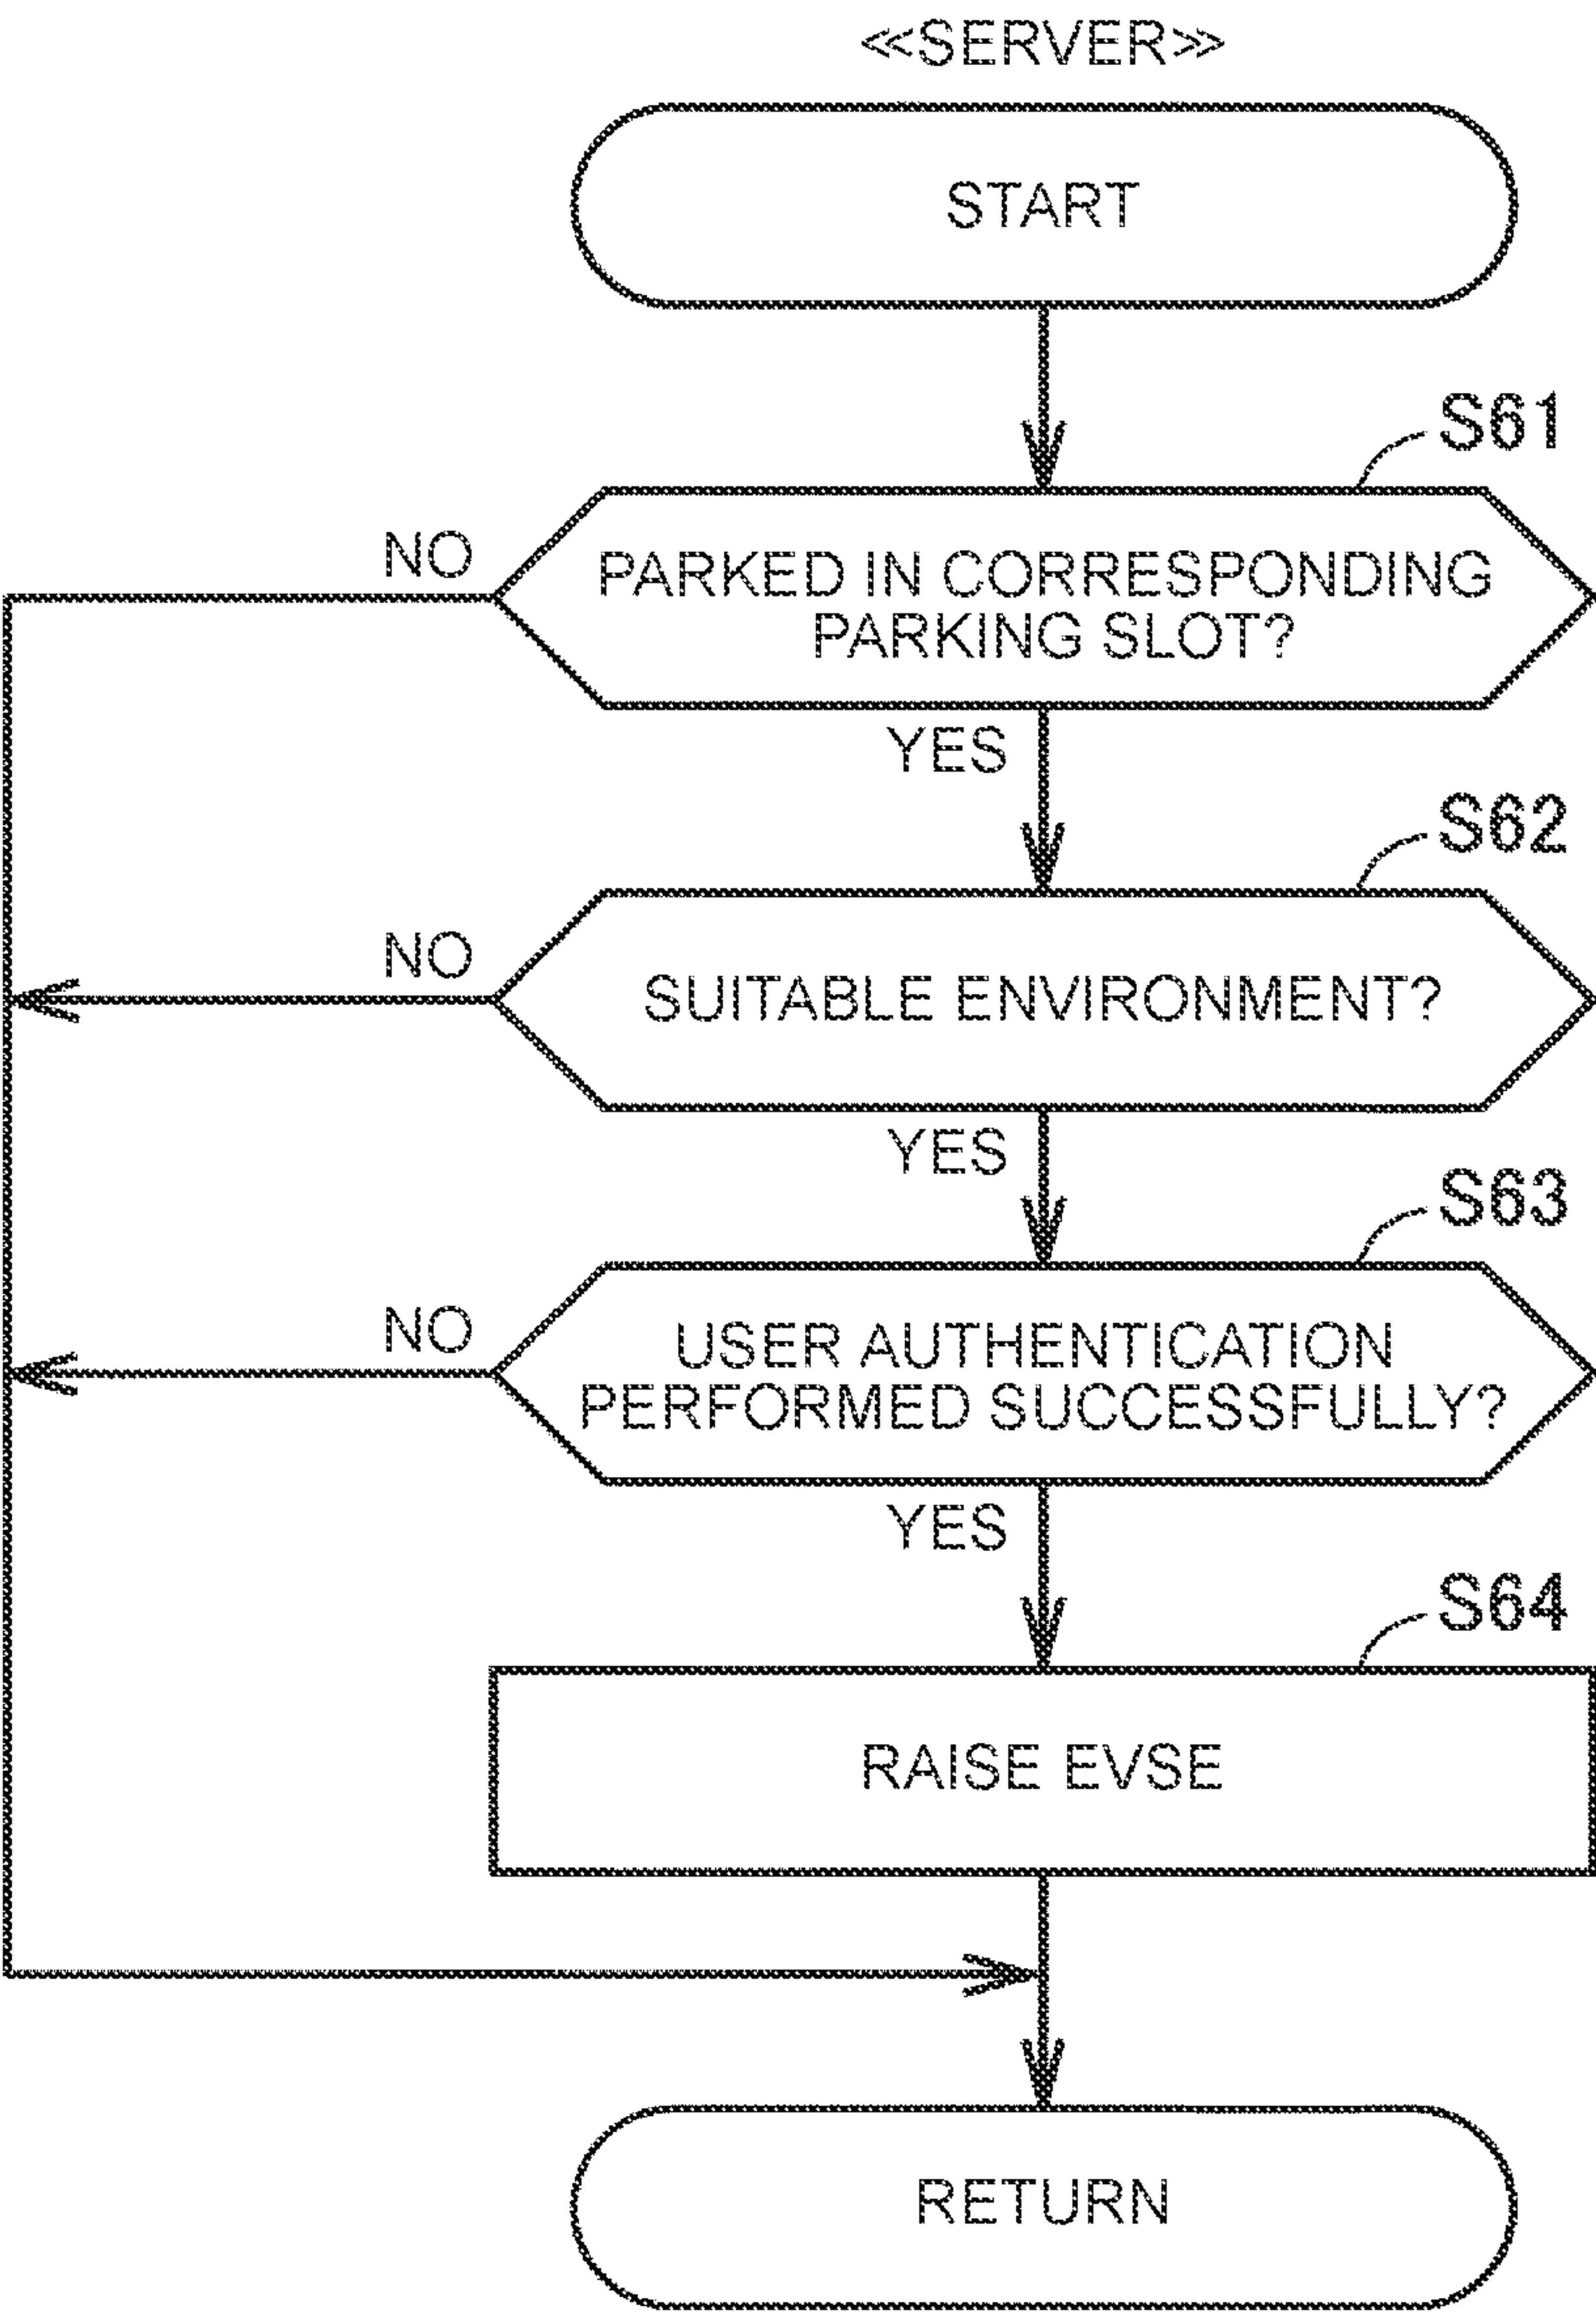 ≪SERVER≫
START
S61
NO
PARKED IN CORRESPONDING
PARKING SLOT?
YES
S62
NO
SUITABLE ENVIRONMENT?
YES
S63
NO
USER AUTHENTICATION
PERFORMED SUCCESSFULLY?
YES
S64
RAISE EVSE
RETURN